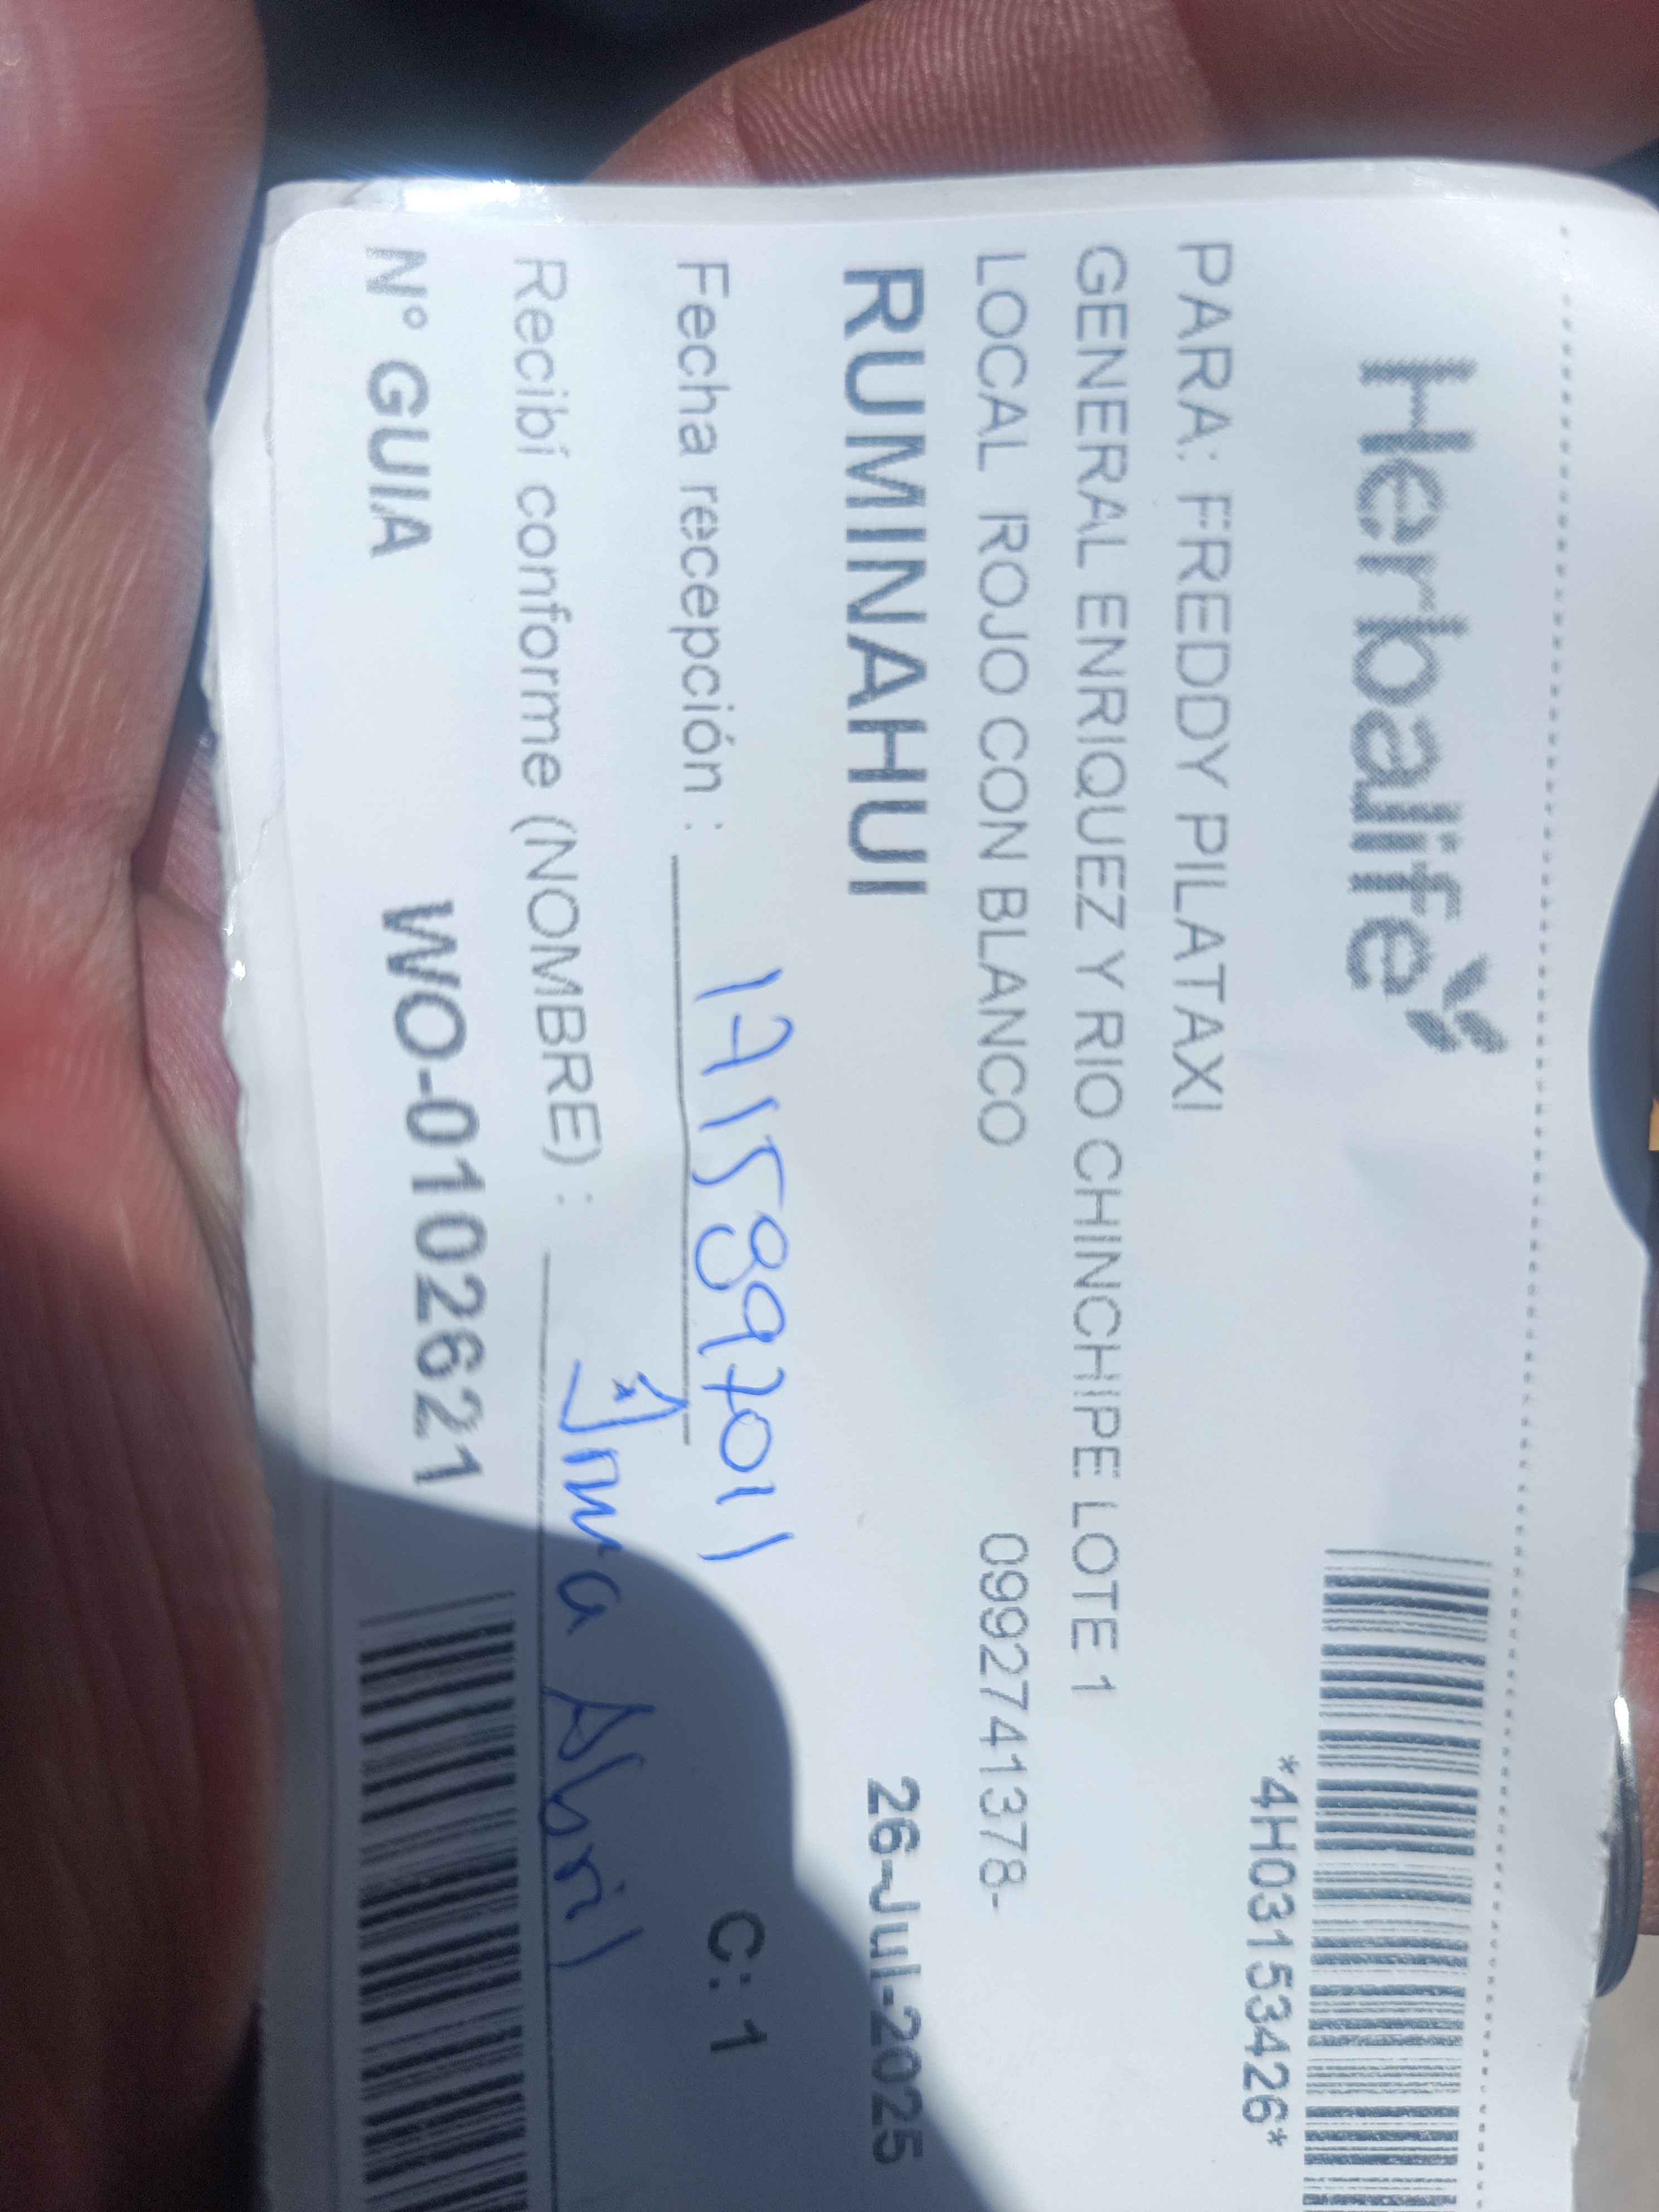 Herbalife
*4H03153426*
PARA: FREDDY PILATAXI
GENERAL ENRIQUEZ Y RIO CHINCHIPE LOTE 1
LOCAL ROJO CON BLANCO 0992741378-
RUMINAHUI 26-Jul-2025
Fecha recepción : 1715897011
C: 1
Recibí conforme (NOMBRE) : Abril
N° GUIA WO-0102621